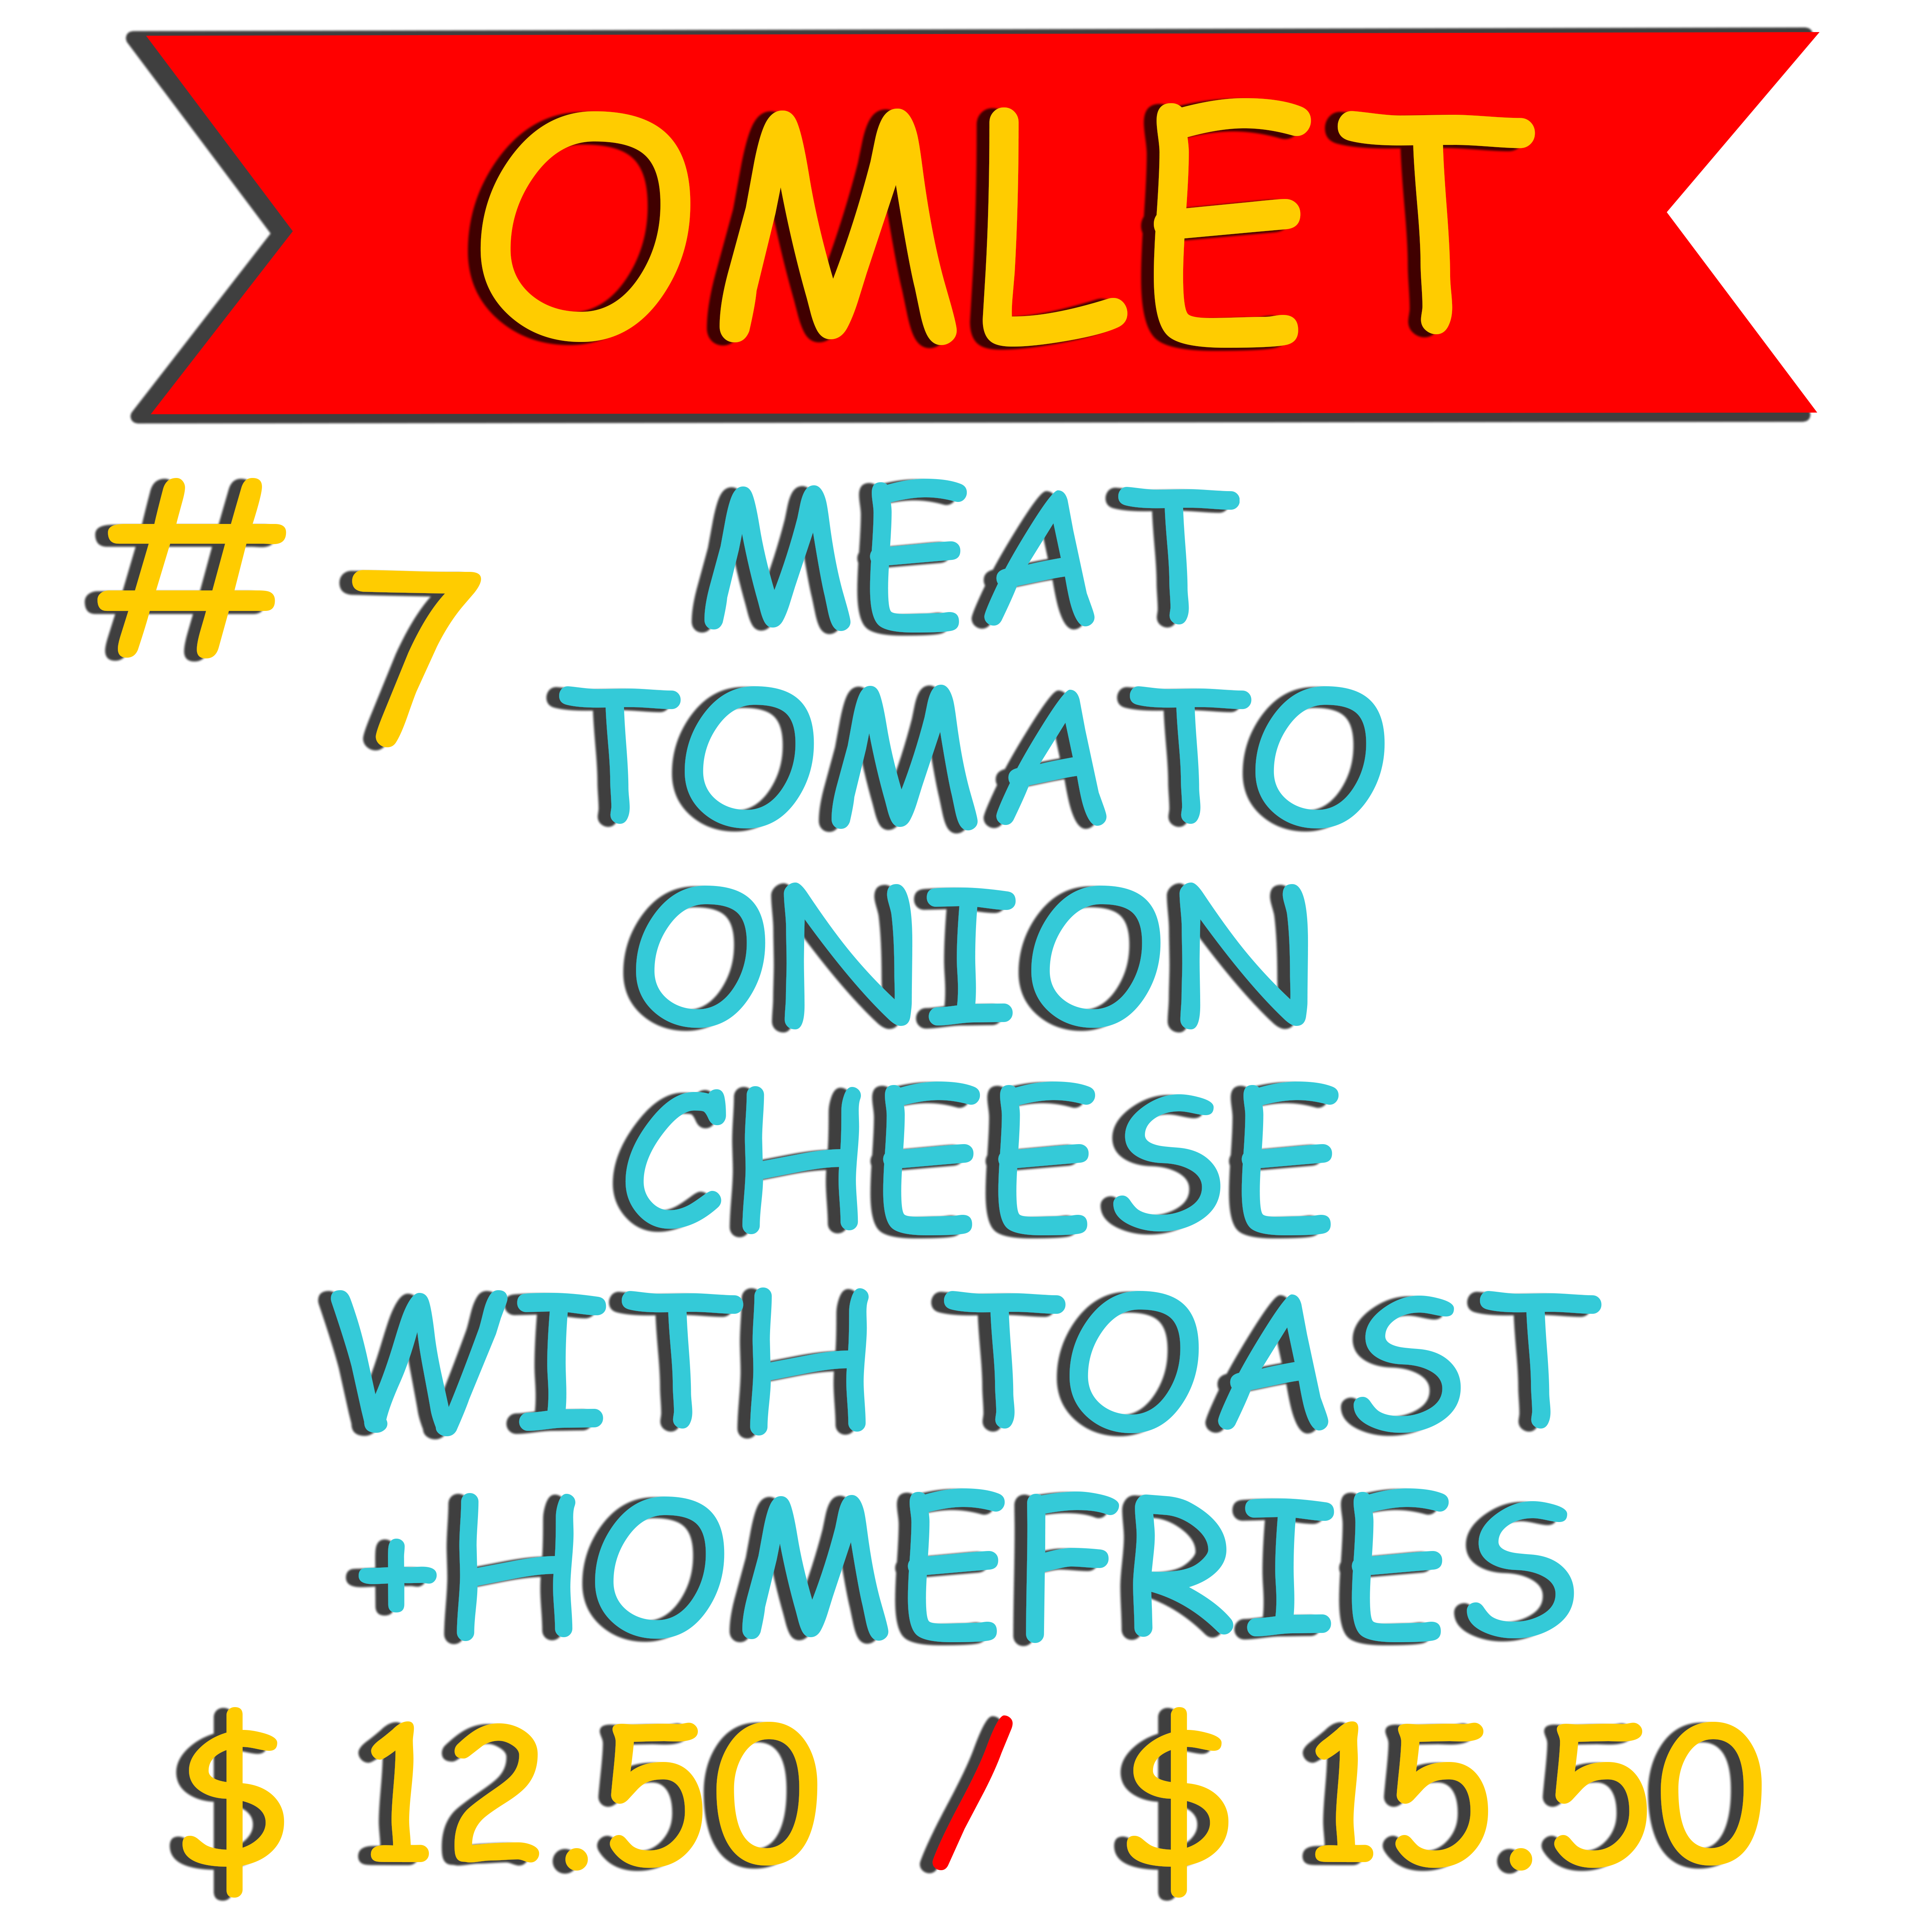 OMLET
#7
MEAT
TOMATO
ONION
CHEESE
WITH TOAST
+HOMEFRIES
$ 12.50 / $ 15.50